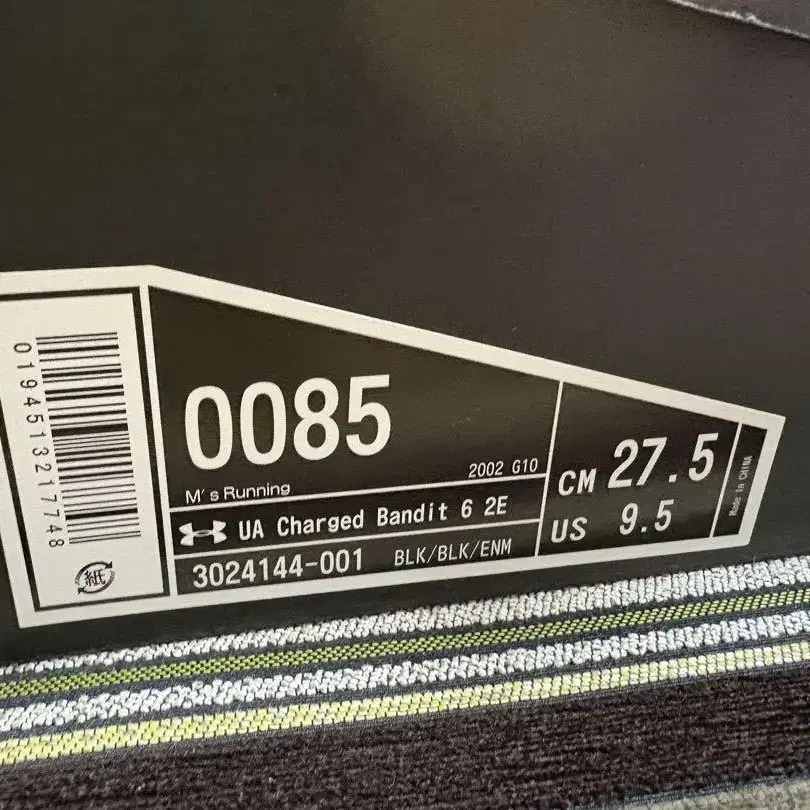 0194513217748
紙
0085
M's Running
2002 G10
UA Charged Bandit 6 2E
3024144-001
BLK/BLK/ENM
CM 27.5
US 9.5
Made in CHINA